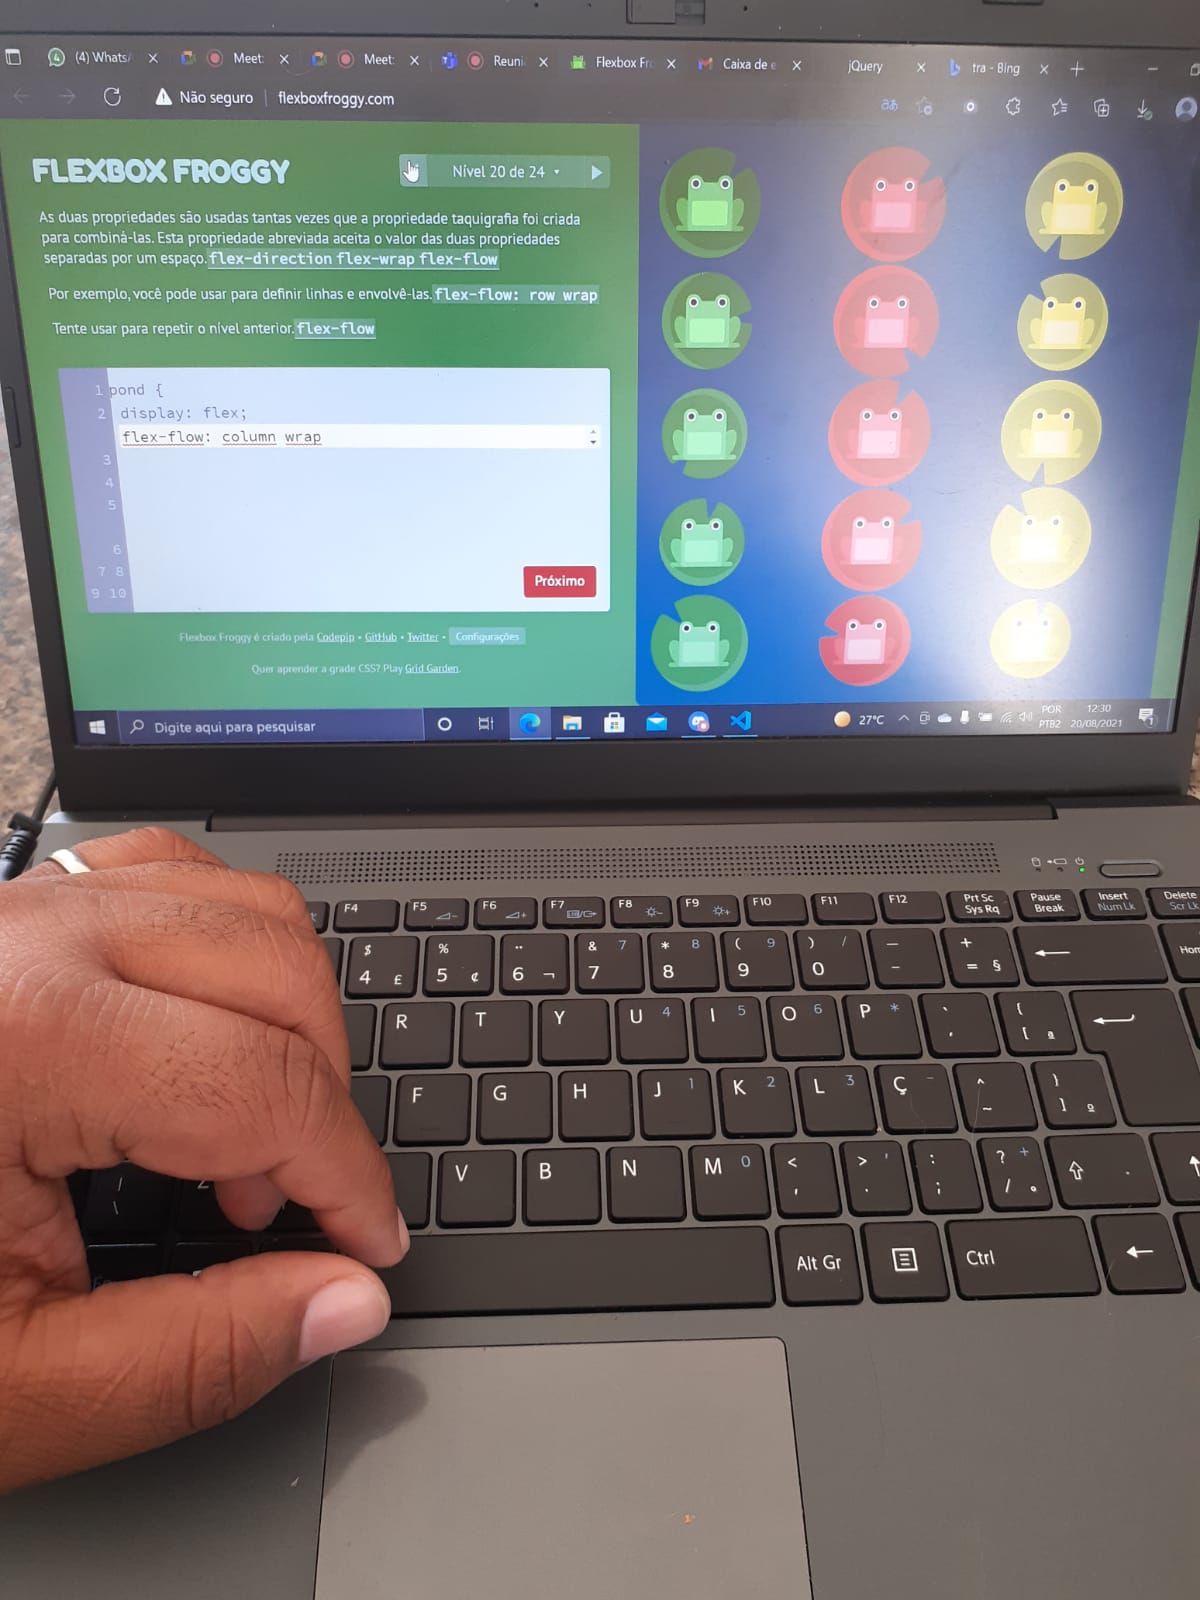 (4) Whats
Meet:
Meet:
Reuni
Flexbox Fr
Caixa de e
jQuery
tra - Bing
Não seguro
flexboxfroggy.com
FLEXBOX FROGGY
Nível 20 de 24
As duas propriedades são usadas tantas vezes que a propriedade taquigrafia foi criada
para combiná-las. Esta propriedade abreviada aceita o valor das duas propriedades
separadas por um espaço.flex-direction flex-wrap flex-flow
Por exemplo, você pode usar para definir linhas e envolvê-las.flex-flow: row wrap
Tente usar para repetir o nível anterior.flex-flow
1 pond {
2 display: flex;
flex-flow: column wrap
3
4
5
6
7 8
9 10
Próximo
Flexbox Froggy é criado pela Codepip • GitHub • Twitter • Configurações
Quer aprender a grade CSS? Play Grid Garden.
Digite aqui para pesquisar
27°C
POR
PTB2
12:30
20/08/2021
1
F4 F5 F6 F7 F8 F9 F10 F11 F12 Prt Sc Sys Rq Pause Break Insert Num Lk Delete Scr Lk
$ 4 £ % 5 ¢ ¨ 6 ¬ & 7 7 * 8 8 ( 9 9 ) / 0 _ - + = § Hom
R T Y U 4 I 5 O 6 P * ` ´ { [ ª
F G H J 1 K 2 L 3 Ç ^ ~ } ] º
| \ Z V B N M 0 < , > . : ; ? + / °
Alt Gr Ctrl